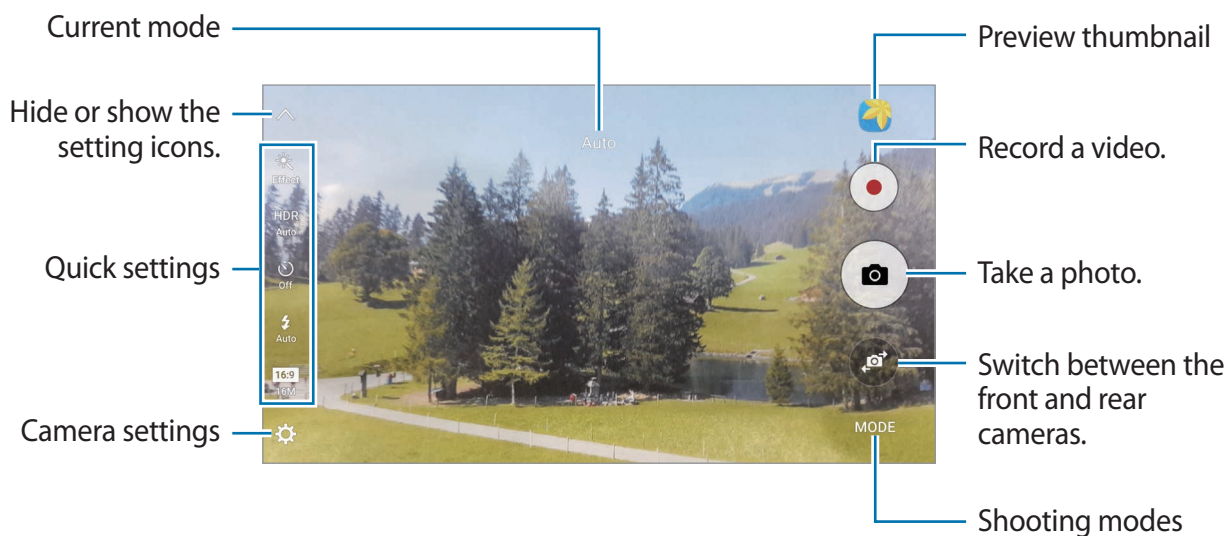 Current mode
Preview thumbnail
Hide or show the
setting icons.
Auto
Record a video.
Effect
HDR
Auto
Quick settings
Off
Take a photo.
Auto
16:9
16M
Switch between the
front and rear
cameras.
Camera settings
MODE
Shooting modes